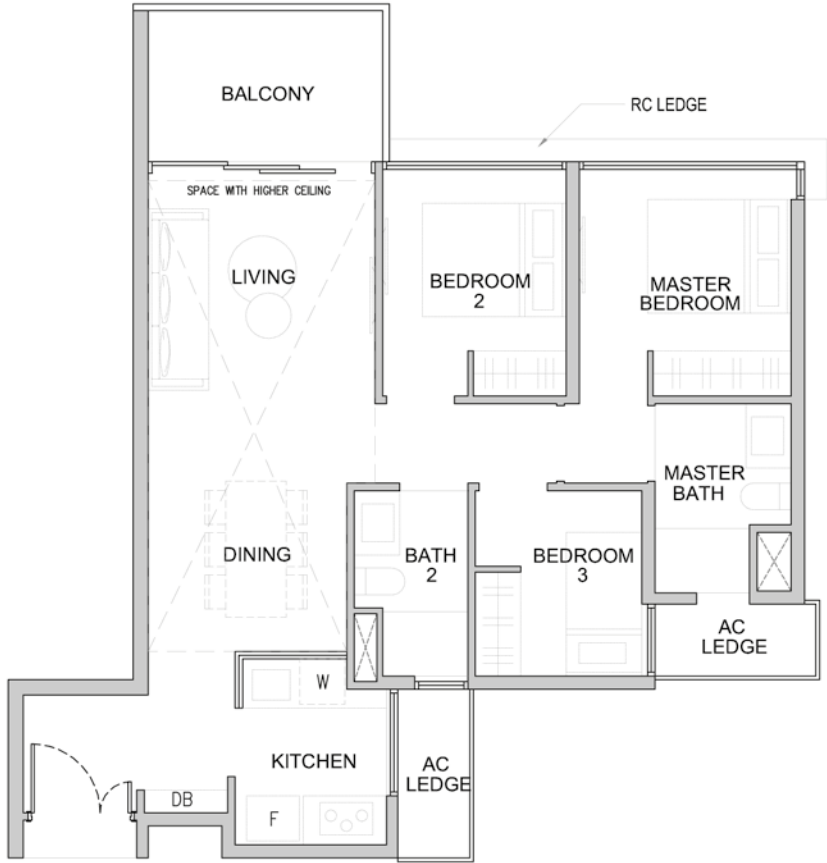 BALCONY
RC LEDGE
SPACE WITH HIGHER CEILING
LIVING
BEDROOM
2
MASTER
BEDROOM
MASTER
BATH
DINING
BATH
2
BEDROOM
3
AC
LEDGE
W
KITCHEN
AC
LEDGE
DB
F